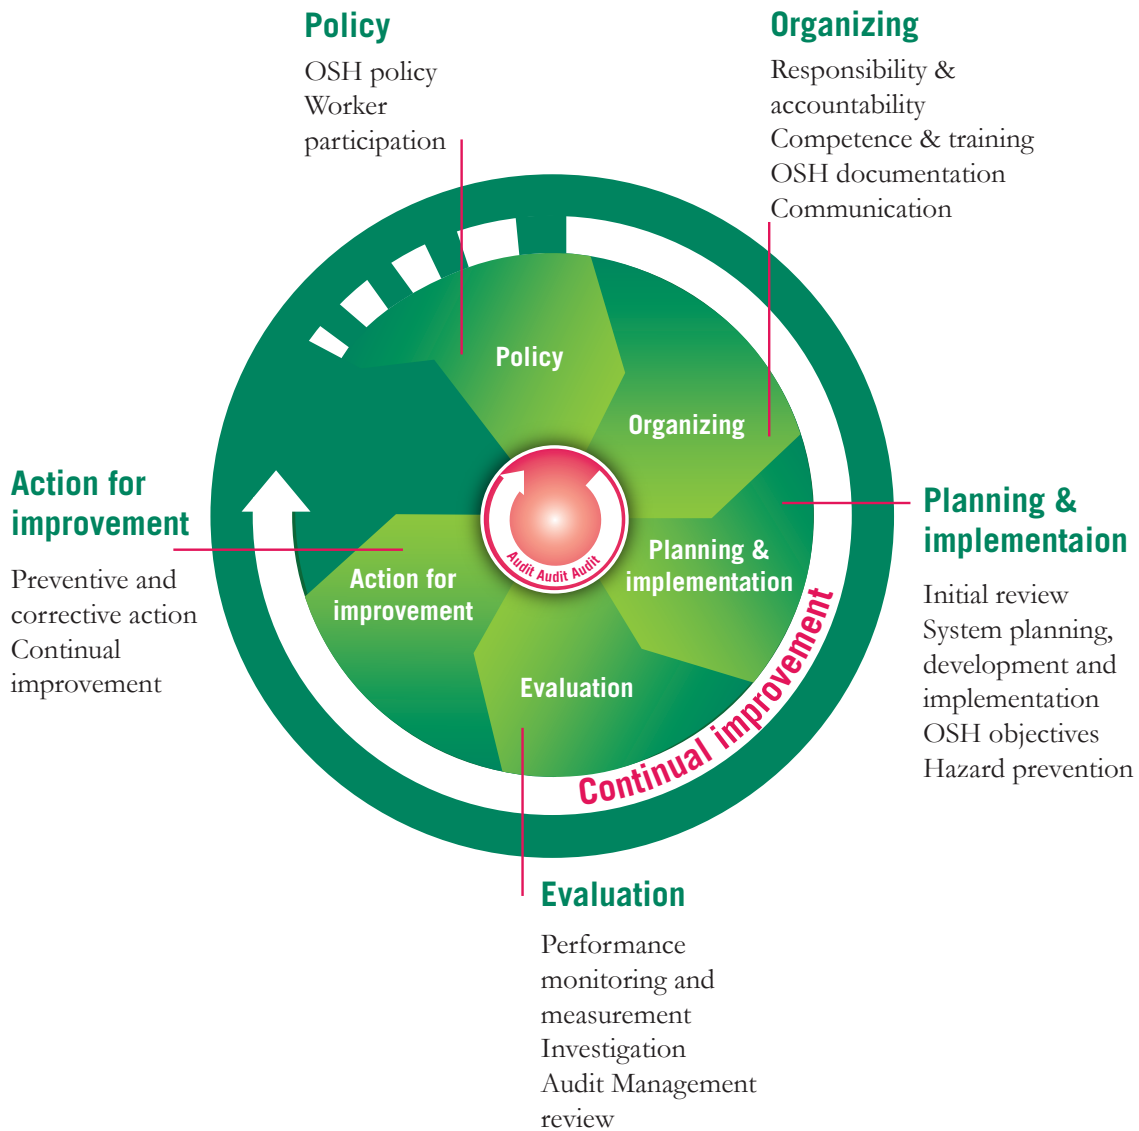 Policy
OSH policy
Worker
participation
Organizing
Responsibility &
accountability
Competence & training
OSH documentation
Communication
Policy
Organizing
Planning &
implementation
Evaluation
Action for
improvement
Audit Audit Audit
Continual improvement
Action for
improvement
Preventive and
corrective action
Continual
improvement
Planning &
implementaion
Initial review
System planning,
development and
implementation
OSH objectives
Hazard prevention
Evaluation
Performance
monitoring and
measurement
Investigation
Audit Management
review